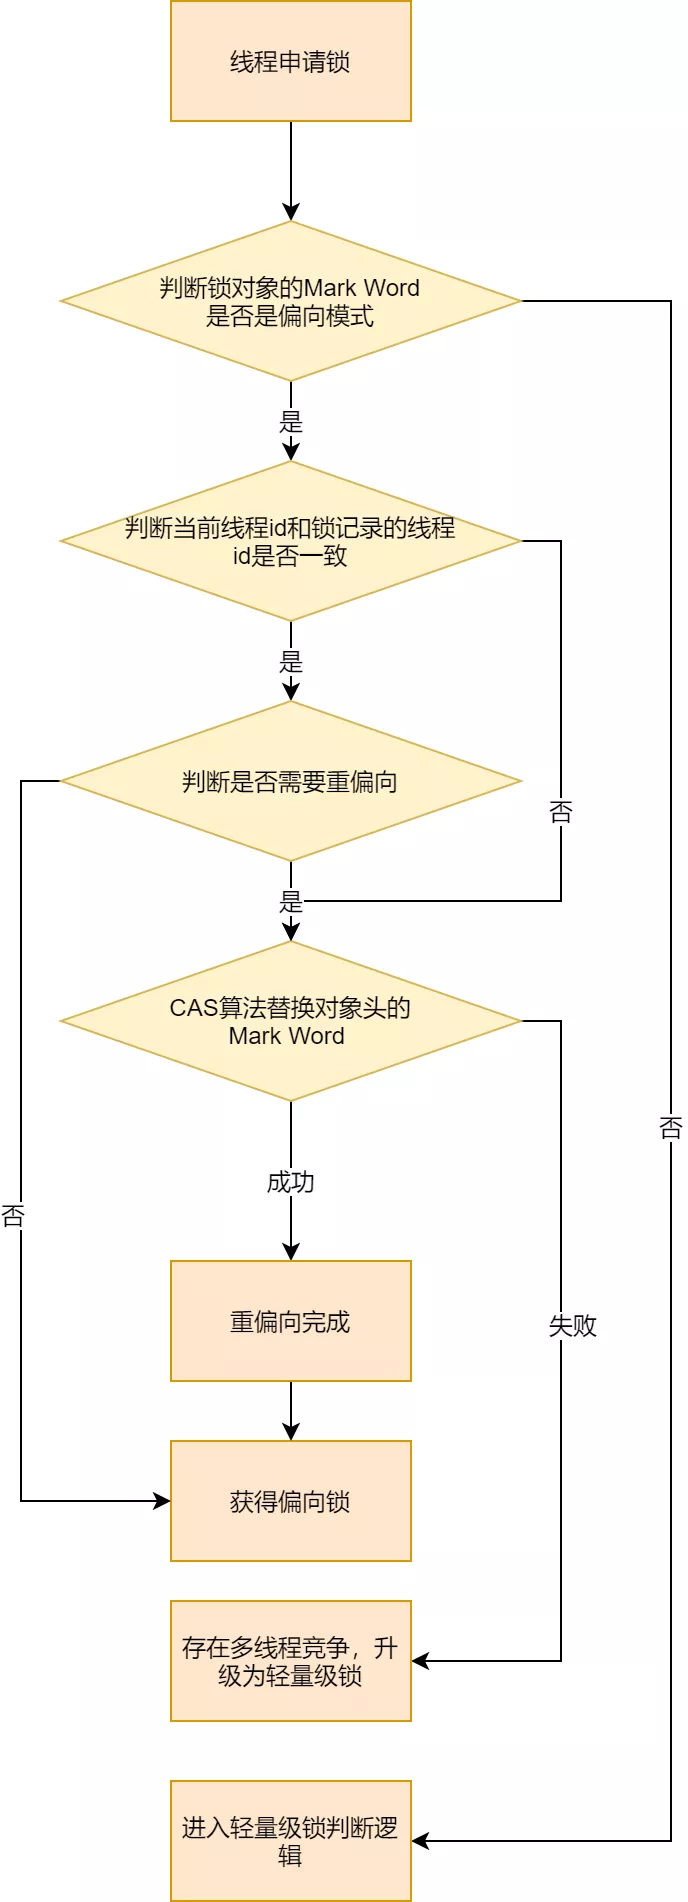 线程申请锁
判断锁对象的Mark Word
是否是偏向模式
是
判断当前线程id和锁记录的线程
id是否一致
是
判断是否需要重偏向
否
是
CAS算法替换对象头的
Mark Word
否
成功
否
重偏向完成
失败
获得偏向锁
存在多线程竞争，升
级为轻量级锁
进入轻量级锁判断逻
辑